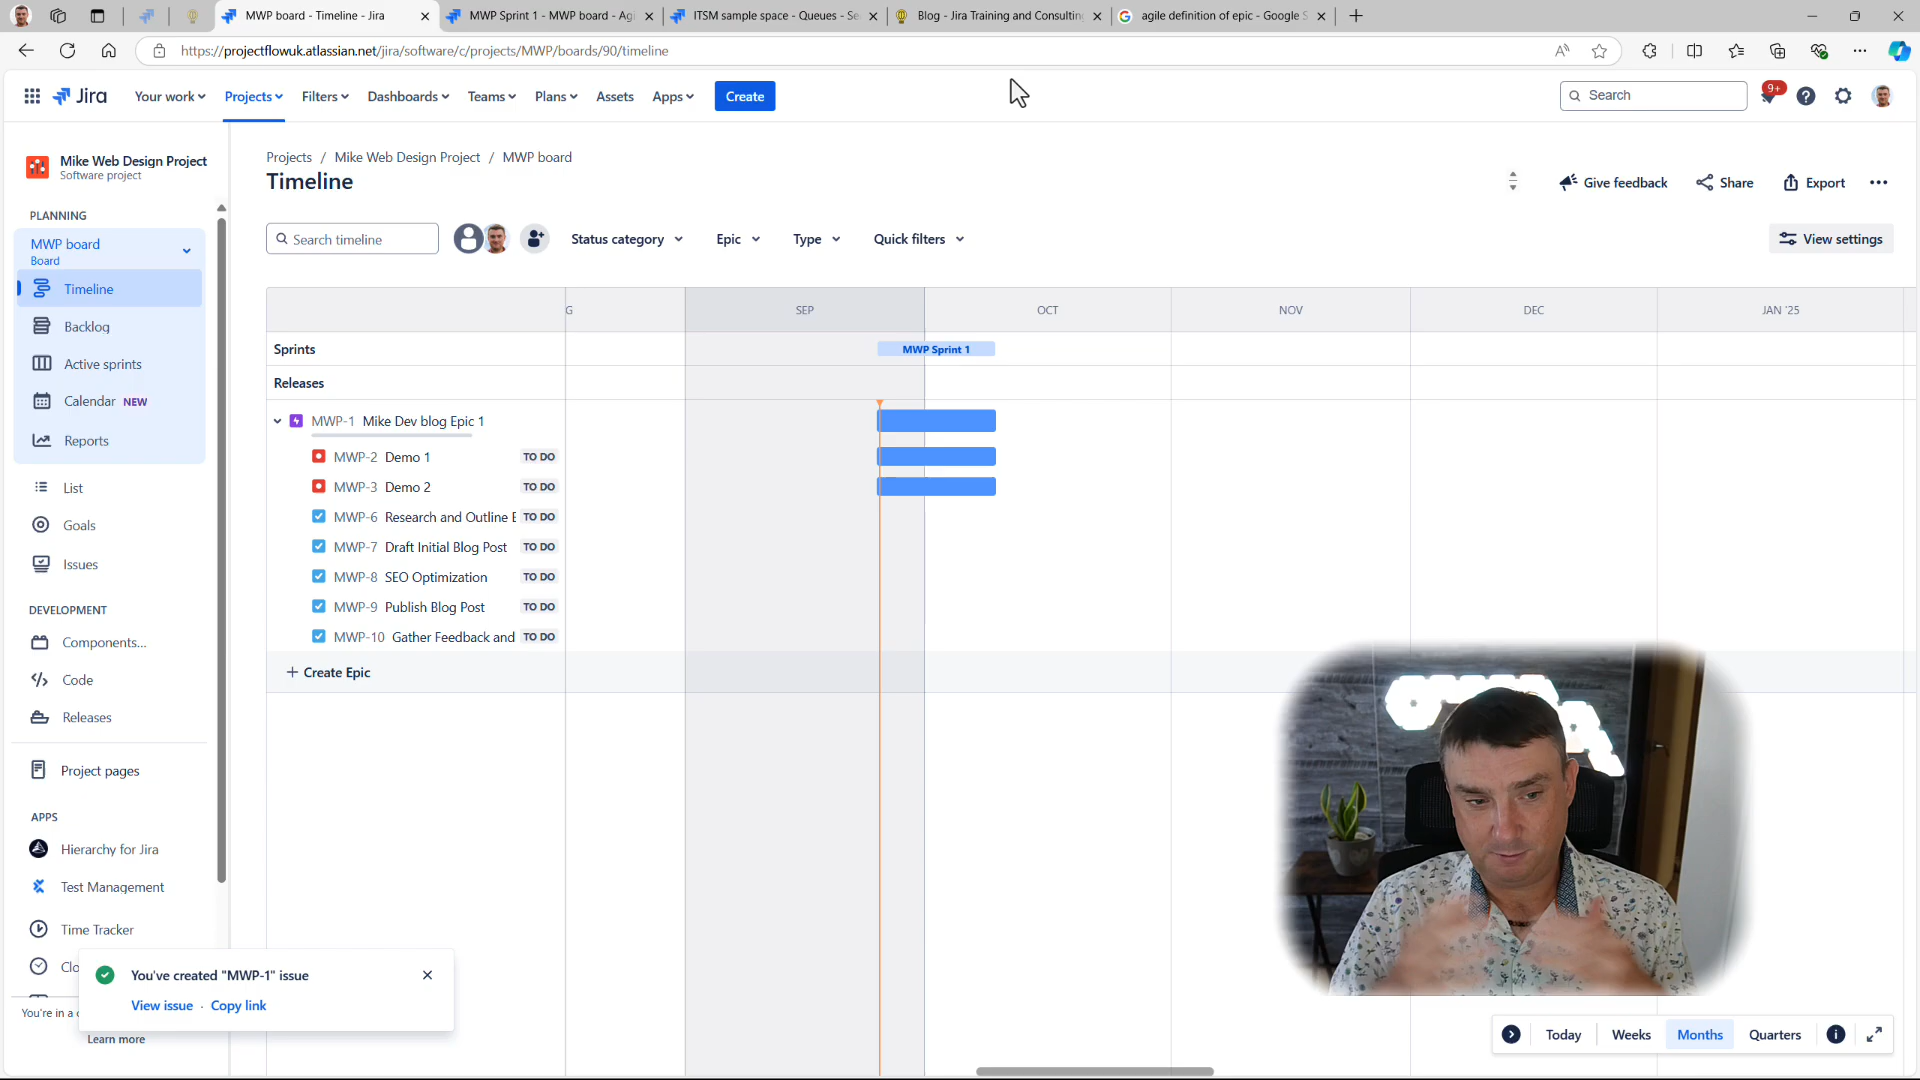 MWP board - Timeline - Jira
MWP Sprint 1 - MWP board - Agi
ITSM sample space - Queues - Se
Blog - Jira Training and Consultin
agile definition of epic - Google S
https://projectflowuk.atlassian.net/jira/software/c/projects/MWP/boards/90/timeline
Jira
Your work
Projects
Filters
Dashboards
Teams
Plans
Assets
Apps
Create
Search
9+
Mike Web Design Project
Software project
Projects / Mike Web Design Project / MWP board
Timeline
Give feedback
Share
Export
PLANNING
MWP board
Board
Timeline
Backlog
Active sprints
Calendar NEW
Reports
List
Goals
Issues
DEVELOPMENT
Components...
Code
Releases
Project pages
APPS
Hierarchy for Jira
Test Management
Time Tracker
Clo
You're in a c
Learn more
Search timeline
Status category
Epic
Type
Quick filters
View settings
G
SEP
OCT
NOV
DEC
JAN '25
Sprints
MWP Sprint 1
Releases
MWP-1 Mike Dev blog Epic 1
MWP-2 Demo 1 TO DO
MWP-3 Demo 2 TO DO
MWP-6 Research and Outline B TO DO
MWP-7 Draft Initial Blog Post TO DO
MWP-8 SEO Optimization TO DO
MWP-9 Publish Blog Post TO DO
MWP-10 Gather Feedback and TO DO
+ Create Epic
You've created "MWP-1" issue
View issue · Copy link
Today
Weeks
Months
Quarters